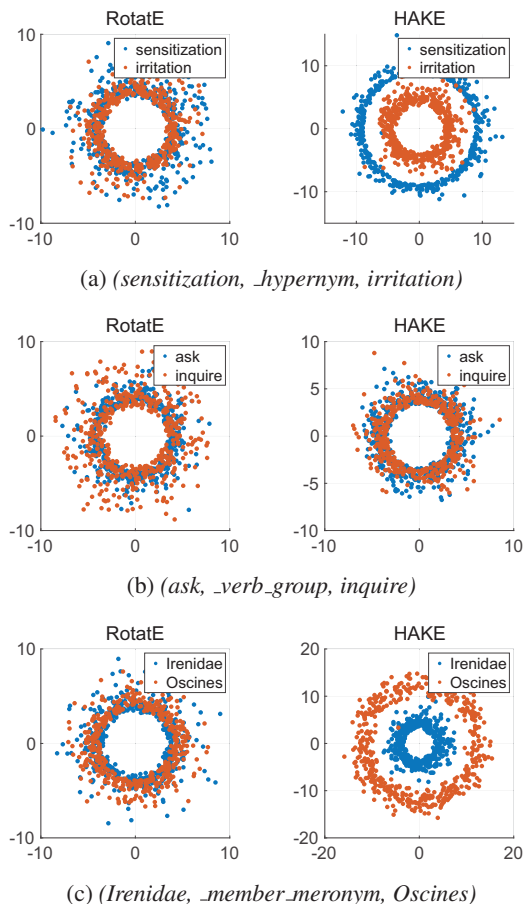 RotatE
HAKE
10
0
-10
-10
0
10
sensitization
irritation
10
0
-10
-10
0
10
sensitization
irritation
(a) (sensitization, _hypernym, irritation)
RotatE
HAKE
10
0
-10
-10
0
10
ask
inquire
10
5
0
-5
-10
-10
0
10
ask
inquire
(b) (ask, _verb_group, inquire)
RotatE
HAKE
10
0
-10
-10
0
10
Irenidae
Oscines
20
10
0
-10
-20
-20
0
20
Irenidae
Oscines
(c) (Irenidae, _member_meronym, Oscines)